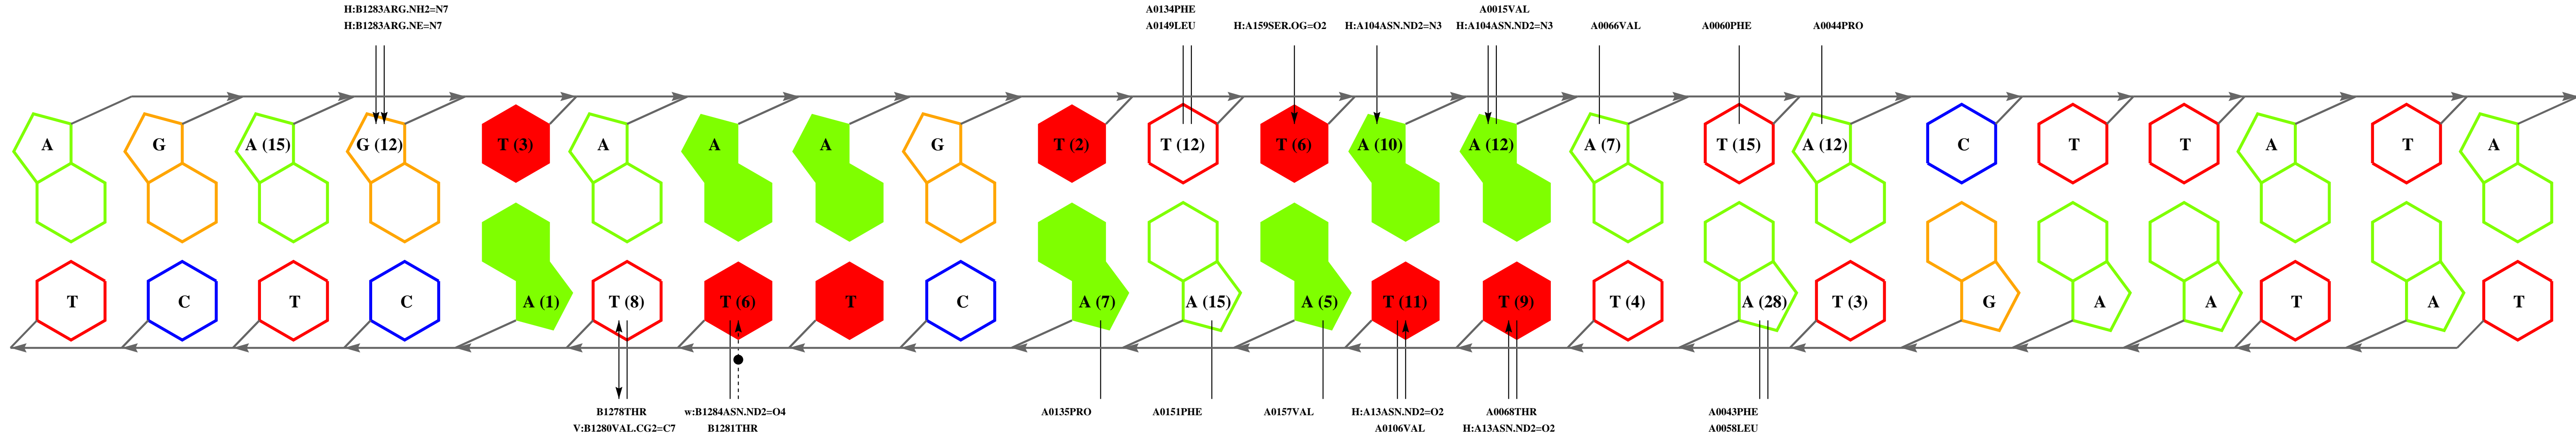 H:B1283ARG.NH2=N7
H:B1283ARG.NE=N7
A0134PHE
A0149LEU
H:A159SER.OG=O2
H:A104ASN.ND2=N3
A0015VAL
H:A104ASN.ND2=N3
A0066VAL
A0060PHE
A0044PRO
A G A (15) G (12) T (3) A A A G T (2) T (12) T (6) A (10) A (12) A (7) T (15) A (12) C T T A T A
T C T C A (1) T (8) T (6) T C A (7) A (15) A (5) T (11) T (9) T (4) A (28) T (3) G A A T A T
B1278THR
V:B1280VAL.CG2=C7
w:B1284ASN.ND2=O4
B1281THR
A0135PRO
A0151PHE
A0157VAL
H:A13ASN.ND2=O2
A0106VAL
A0068THR
H:A13ASN.ND2=O2
A0043PHE
A0058LEU